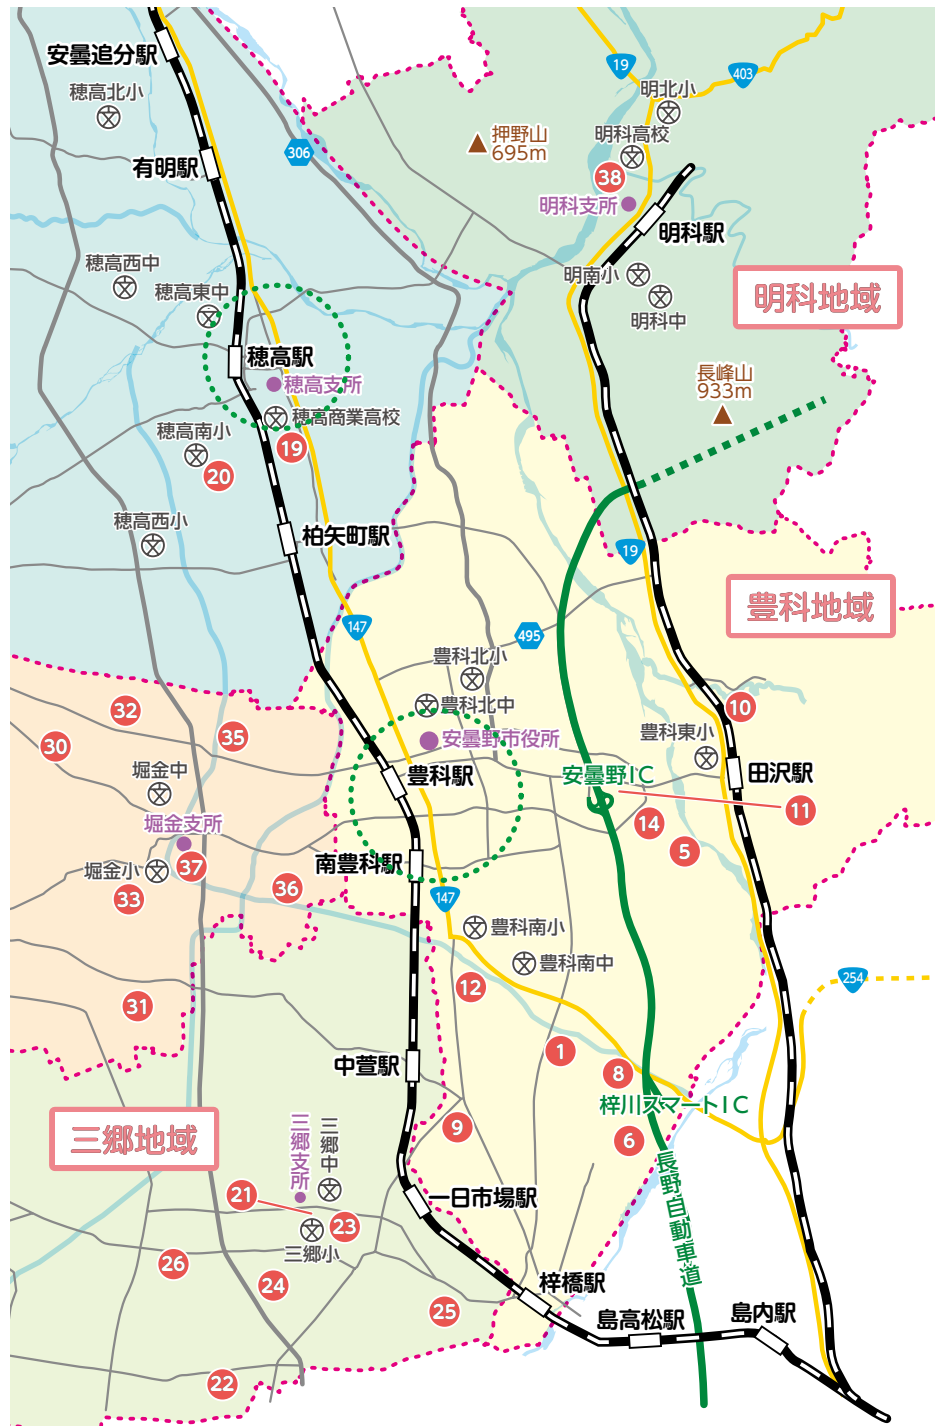 安曇追分駅
穂高北小
有明駅
306
押野山
695m
19
403
明北小
明科高校
38
明科支所
明科駅
明南小
明科中
明科地域
穂高西中
穂高東中
穂高駅
穂高支所
穂高商業高校
穂高南小
19
20
長峰山
933m
穂高西小
柏矢町駅
19
豊科地域
147
495
豊科北小
豊科北中
安曇野市役所
豊科駅
32
30
35
堀金中
堀金支所
堀金小
37
33
36
31
10
豊科東小
田沢駅
安曇野IC
11
14
5
南豊科駅
147
豊科南小
豊科南中
12
254
1
8
中萱駅
梓川スマートIC
9
6
三郷地域
三郷支所
三郷中
長野自動車道
21
23
三郷小
一日市場駅
26
24
25
22
梓橋駅
島高松駅
島内駅